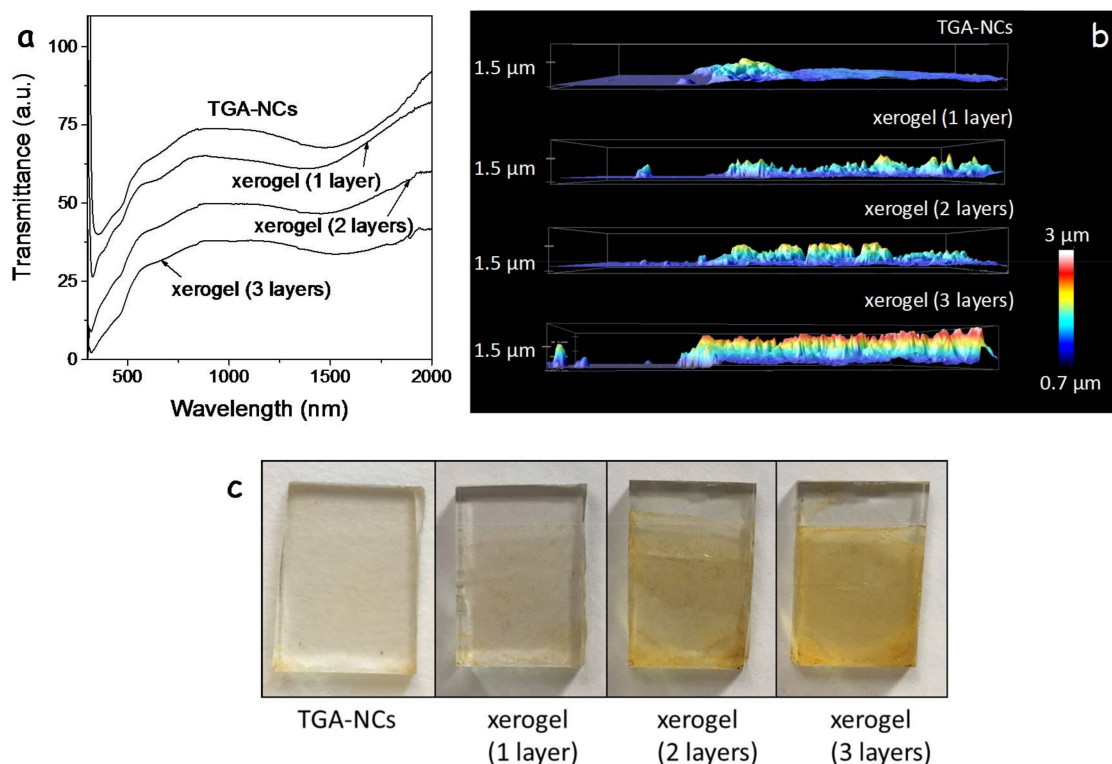 a
100
75
50
25
0
Transmittance (a.u.)
TGA-NCs
xerogel (1 layer)
xerogel (2 layers)
xerogel (3 layers)
500
1000
1500
2000
Wavelength (nm)
b
TGA-NCs
1.5 µm
xerogel (1 layer)
1.5 µm
xerogel (2 layers)
1.5 µm
xerogel (3 layers)
1.5 µm
3 µm
0.7 µm
c
TGA-NCs
xerogel
(1 layer)
xerogel
(2 layers)
xerogel
(3 layers)